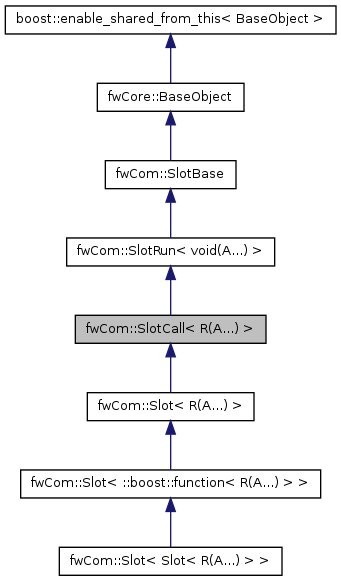 boost::enable_shared_from_this< BaseObject >
fwCore::BaseObject
fwCom::SlotBase
fwCom::SlotRun< void(A...) >
fwCom::SlotCall< R(A...) >
fwCom::Slot< R(A...) >
fwCom::Slot< ::boost::function< R(A...) > >
fwCom::Slot< Slot< R(A...) > >